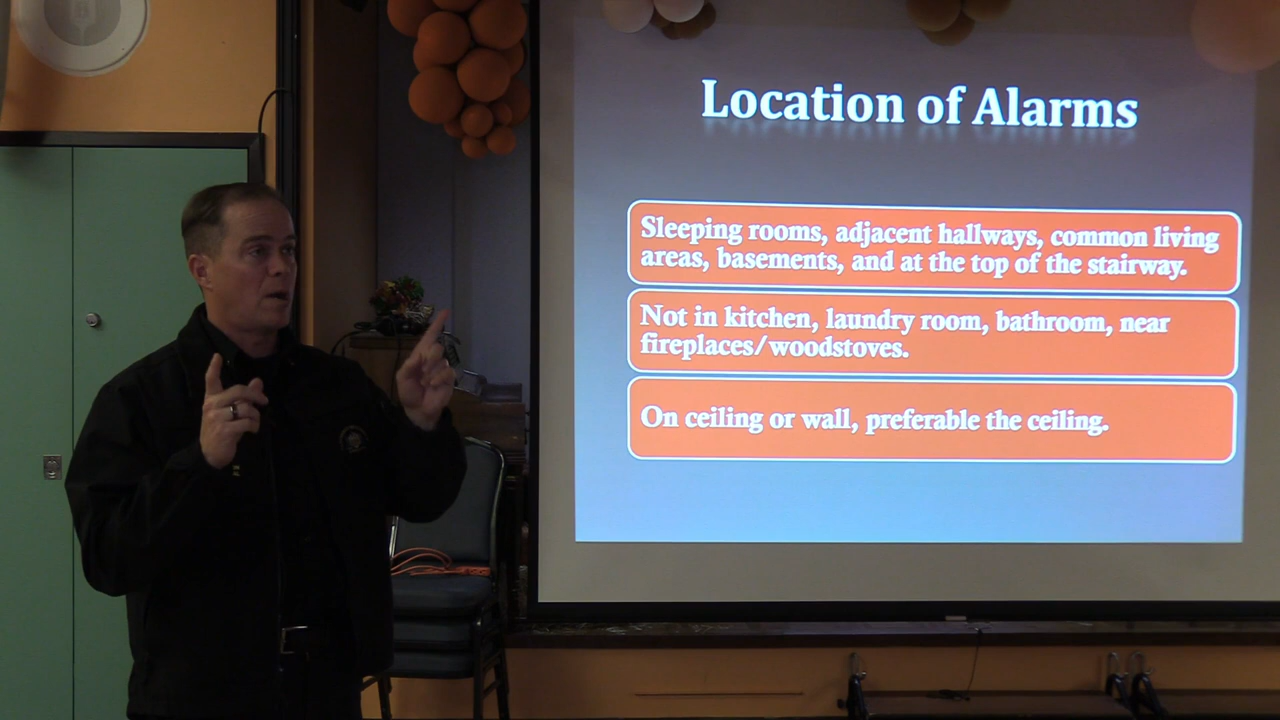 Location of Alarms
Sleeping rooms, adjacent hallways, common living
areas, basements, and at the top of the stairway.
Not in kitchen, laundry room, bathroom, near
fireplaces/woodstoves.
On ceiling or wall, preferable the ceiling.